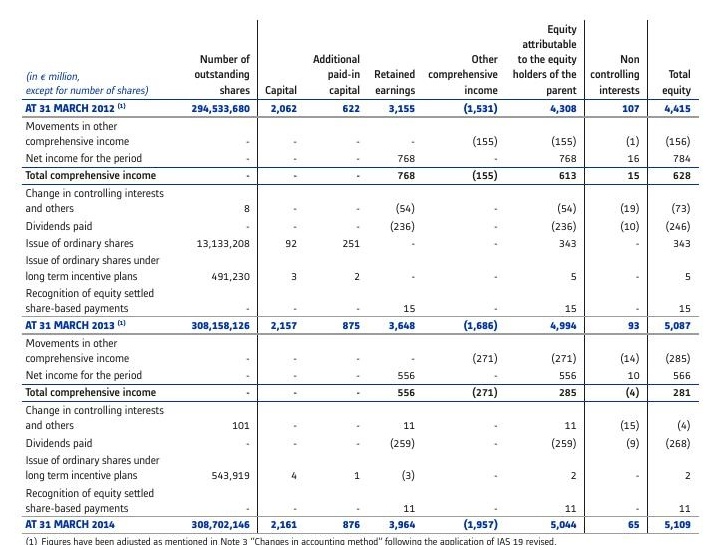 (in € million, except for number of shares) Number of outstanding shares Capital Additional paid-in capital Retained earnings Other comprehensive income Equity attributable to the equity holders of the parent Non controlling interests Total equity
AT 31 MARCH 2012 (1) 294,533,680 2,062 622 3,155 (1,531) 4,308 107 4,415
Movements in other
comprehensive income - - - - (155) (155) (1) (156)
Net income for the period - - - 768 - 768 16 784
Total comprehensive income - - - 768 (155) 613 15 628
Change in controlling interests
and others 8 - - (54) - (54) (19) (73)
Dividends paid - - - (236) - (236) (10) (246)
Issue of ordinary shares 13,133,208 92 251 - - 343 - 343
Issue of ordinary shares under
long term incentive plans 491,230 3 2 - - 5 - 5
Recognition of equity settled
share-based payments - - - 15 - 15 - 15
AT 31 MARCH 2013 (1) 308,158,126 2,157 875 3,648 (1,686) 4,994 93 5,087
Movements in other
comprehensive income - - - - (271) (271) (14) (285)
Net income for the period - - - 556 - 556 10 566
Total comprehensive income - - - 556 (271) 285 (4) 281
Change in controlling interests
and others 101 - - 11 11 (15) (4)
Dividends paid - - - (259) - (259) (9) (268)
Issue of ordinary shares under
long term incentive plans 543,919 4 1 (3) - 2 - 2
Recognition of equity settled
share-based payments - - - 11 - 11 - 11
AT 31 MARCH 2014 308,702,146 2,161 876 3,964 (1,957) 5,044 65 5,109
(1) Figures have been adjusted as mentioned in Note 3 "Changes in accounting method" following the application of IAS 19 revised.